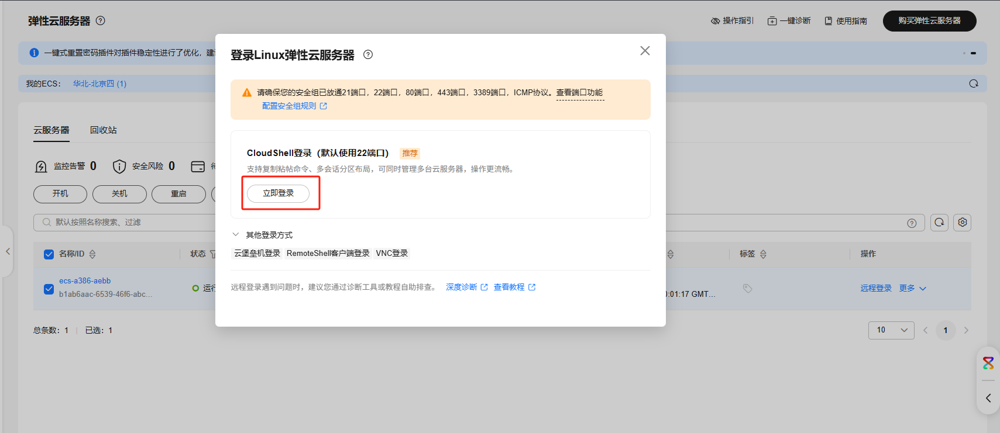 弹性云服务器
操作指引
一键诊断
使用指南
购买弹性云服务器
一键式重置密码插件对插件稳定性进行了优化，建
我的ECS： 华北-北京四 (1)
云服务器 回收站
监控告警 0 安全风险 0
开机 关机 重启
默认按照名称搜索、过滤
名称/ID 状态 标签 操作
ecs-a386-aebb
b1ab6aac-6539-46f6-abc...
运行
:01:17 GMT...
远程登录 更多
总条数：1 已选：1
10 1
登录Linux弹性云服务器
请确保您的安全组已放通21端口，22端口，80端口，443端口，3389端口，ICMP协议。查看端口功能
配置安全组规则
CloudShell登录（默认使用22端口） 推荐
支持复制粘帖命令、多会话分区布局，可同时管理多台云服务器，操作更流畅。
立即登录
其他登录方式
云堡垒机登录 RemoteShell客户端登录 VNC登录
远程登录遇到问题时，建议您通过诊断工具或教程自助排查。 深度诊断 查看教程